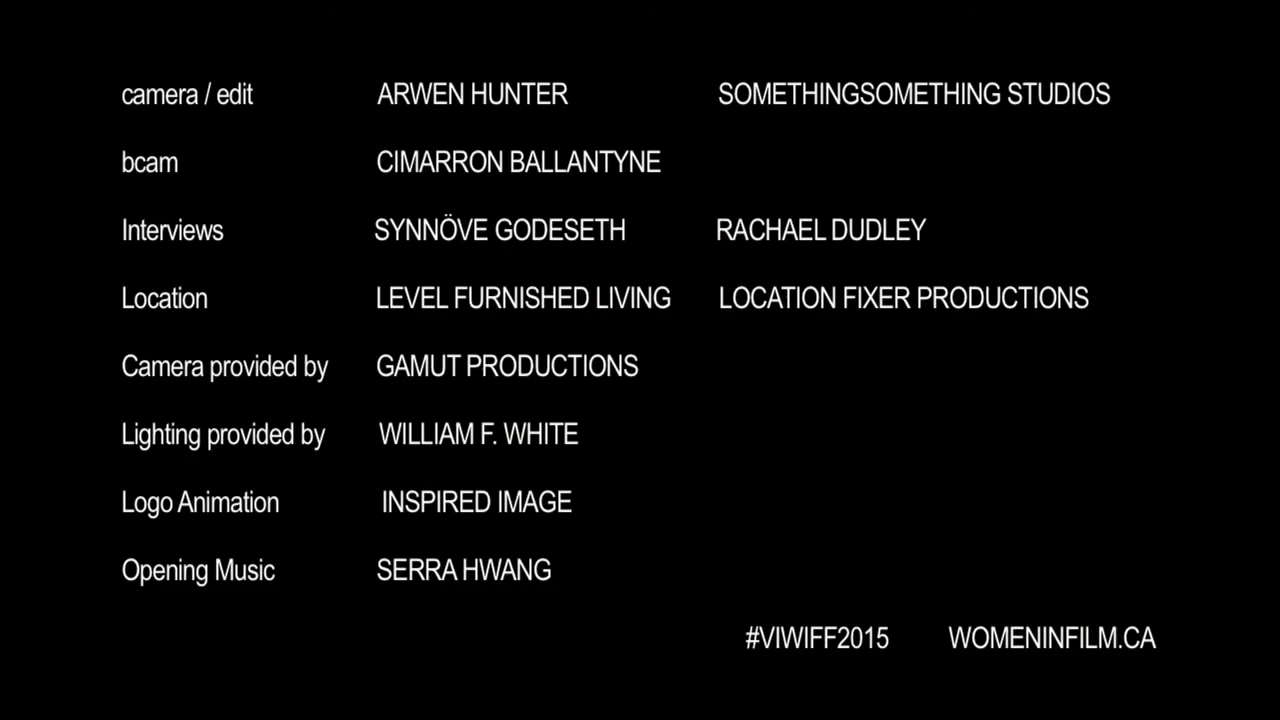 camera / edit ARWEN HUNTER SOMETHINGSOMETHING STUDIOS
bcam CIMARRON BALLANTYNE
Interviews SYNNÖVE GODESETH RACHAEL DUDLEY
Location LEVEL FURNISHED LIVING LOCATION FIXER PRODUCTIONS
Camera provided by GAMUT PRODUCTIONS
Lighting provided by WILLIAM F. WHITE
Logo Animation INSPIRED IMAGE
Opening Music SERRA HWANG
#VIWIFF2015 WOMENINFILM.CA